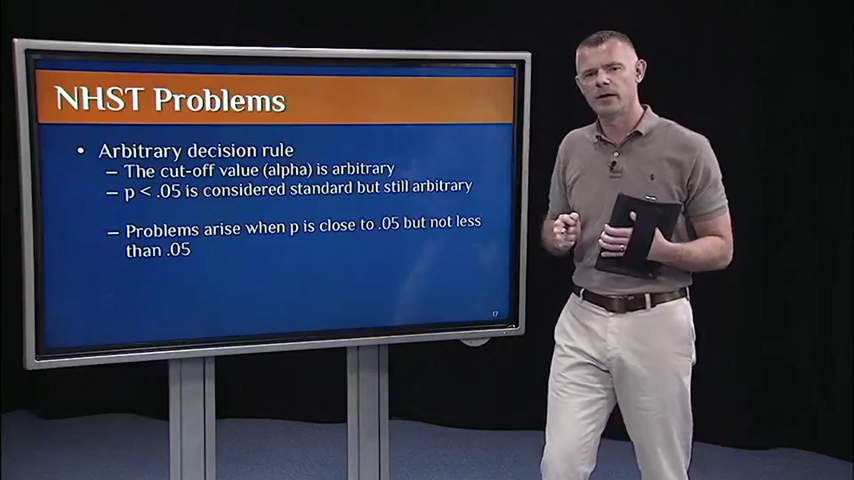 NHST Problems
• Arbitrary decision rule
– The cut-off value (alpha) is arbitrary
– p < .05 is considered standard but still arbitrary
– Problems arise when p is close to .05 but not less
than .05
17